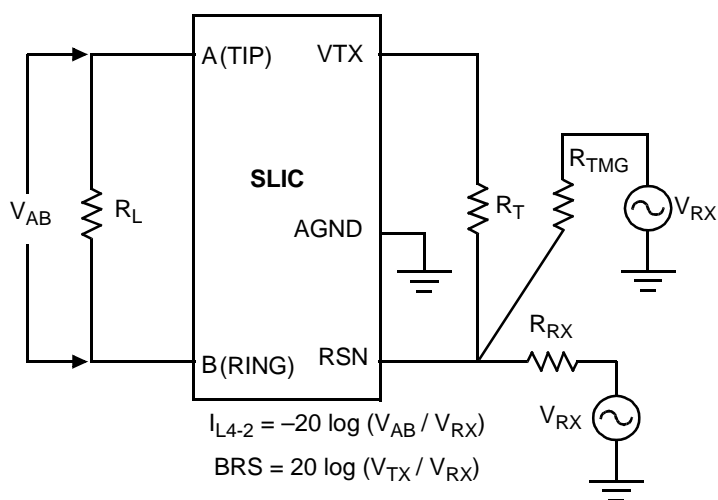 A(TIP)
VTX
R_TMG
SLIC
V_AB
R_L
R_T
V_RX
AGND
R_RX
B(RING)
RSN
V_RX
I_L4-2 = –20 log (V_AB / V_RX)
BRS = 20 log (V_TX / V_RX)